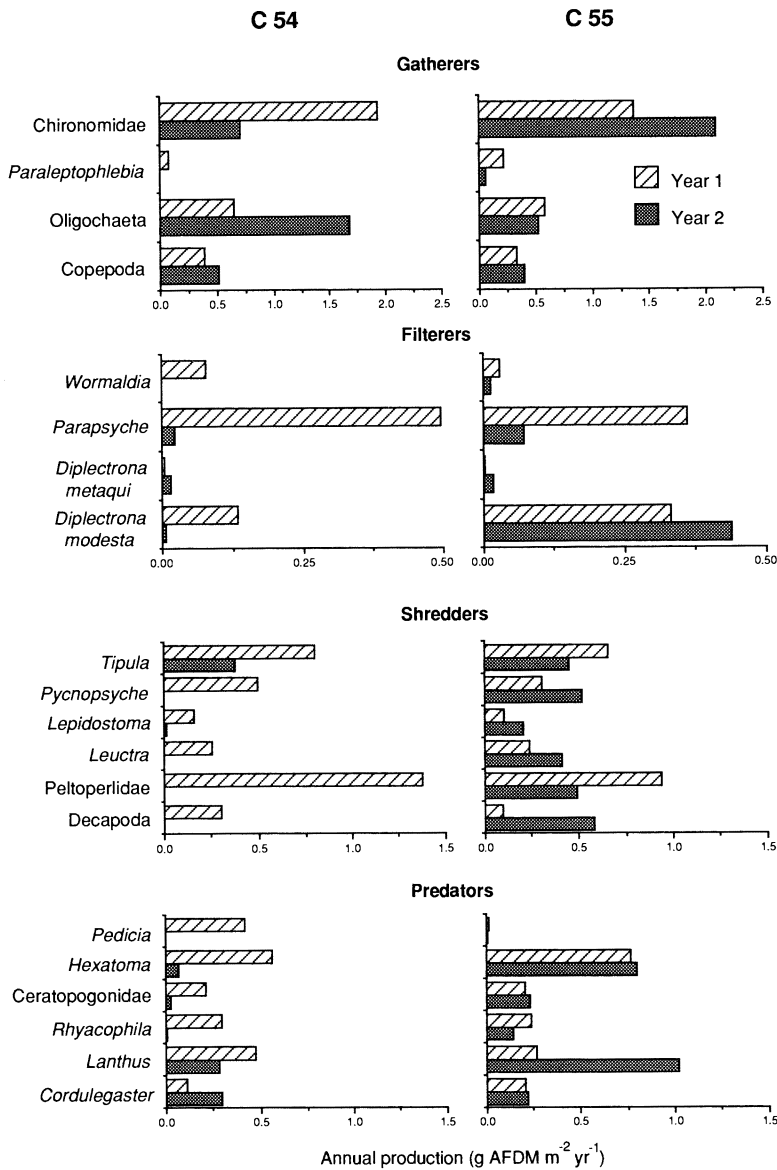 C 54 C 55
Gatherers
Chironomidae
Paraleptophlebia
Oligochaeta
Copepoda
Year 1
Year 2
0.0 0.5 1.0 1.5 2.0 2.5 0.0 0.5 1.0 1.5 2.0 2.5
Filterers
Wormaldia
Parapsyche
Diplectrona
metaqui
Diplectrona
modesta
0.00 0.25 0.50 0.00 0.25 0.50
Shredders
Tipula
Pycnopsyche
Lepidostoma
Leuctra
Peltoperlidae
Decapoda
0.0 0.5 1.0 1.5 0.0 0.5 1.0 1.5
Predators
Pedicia
Hexatoma
Ceratopogonidae
Rhyacophila
Lanthus
Cordulegaster
0.0 0.5 1.0 1.5 0.0 0.5 1.0 1.5
Annual production (g AFDM m⁻² yr⁻¹)